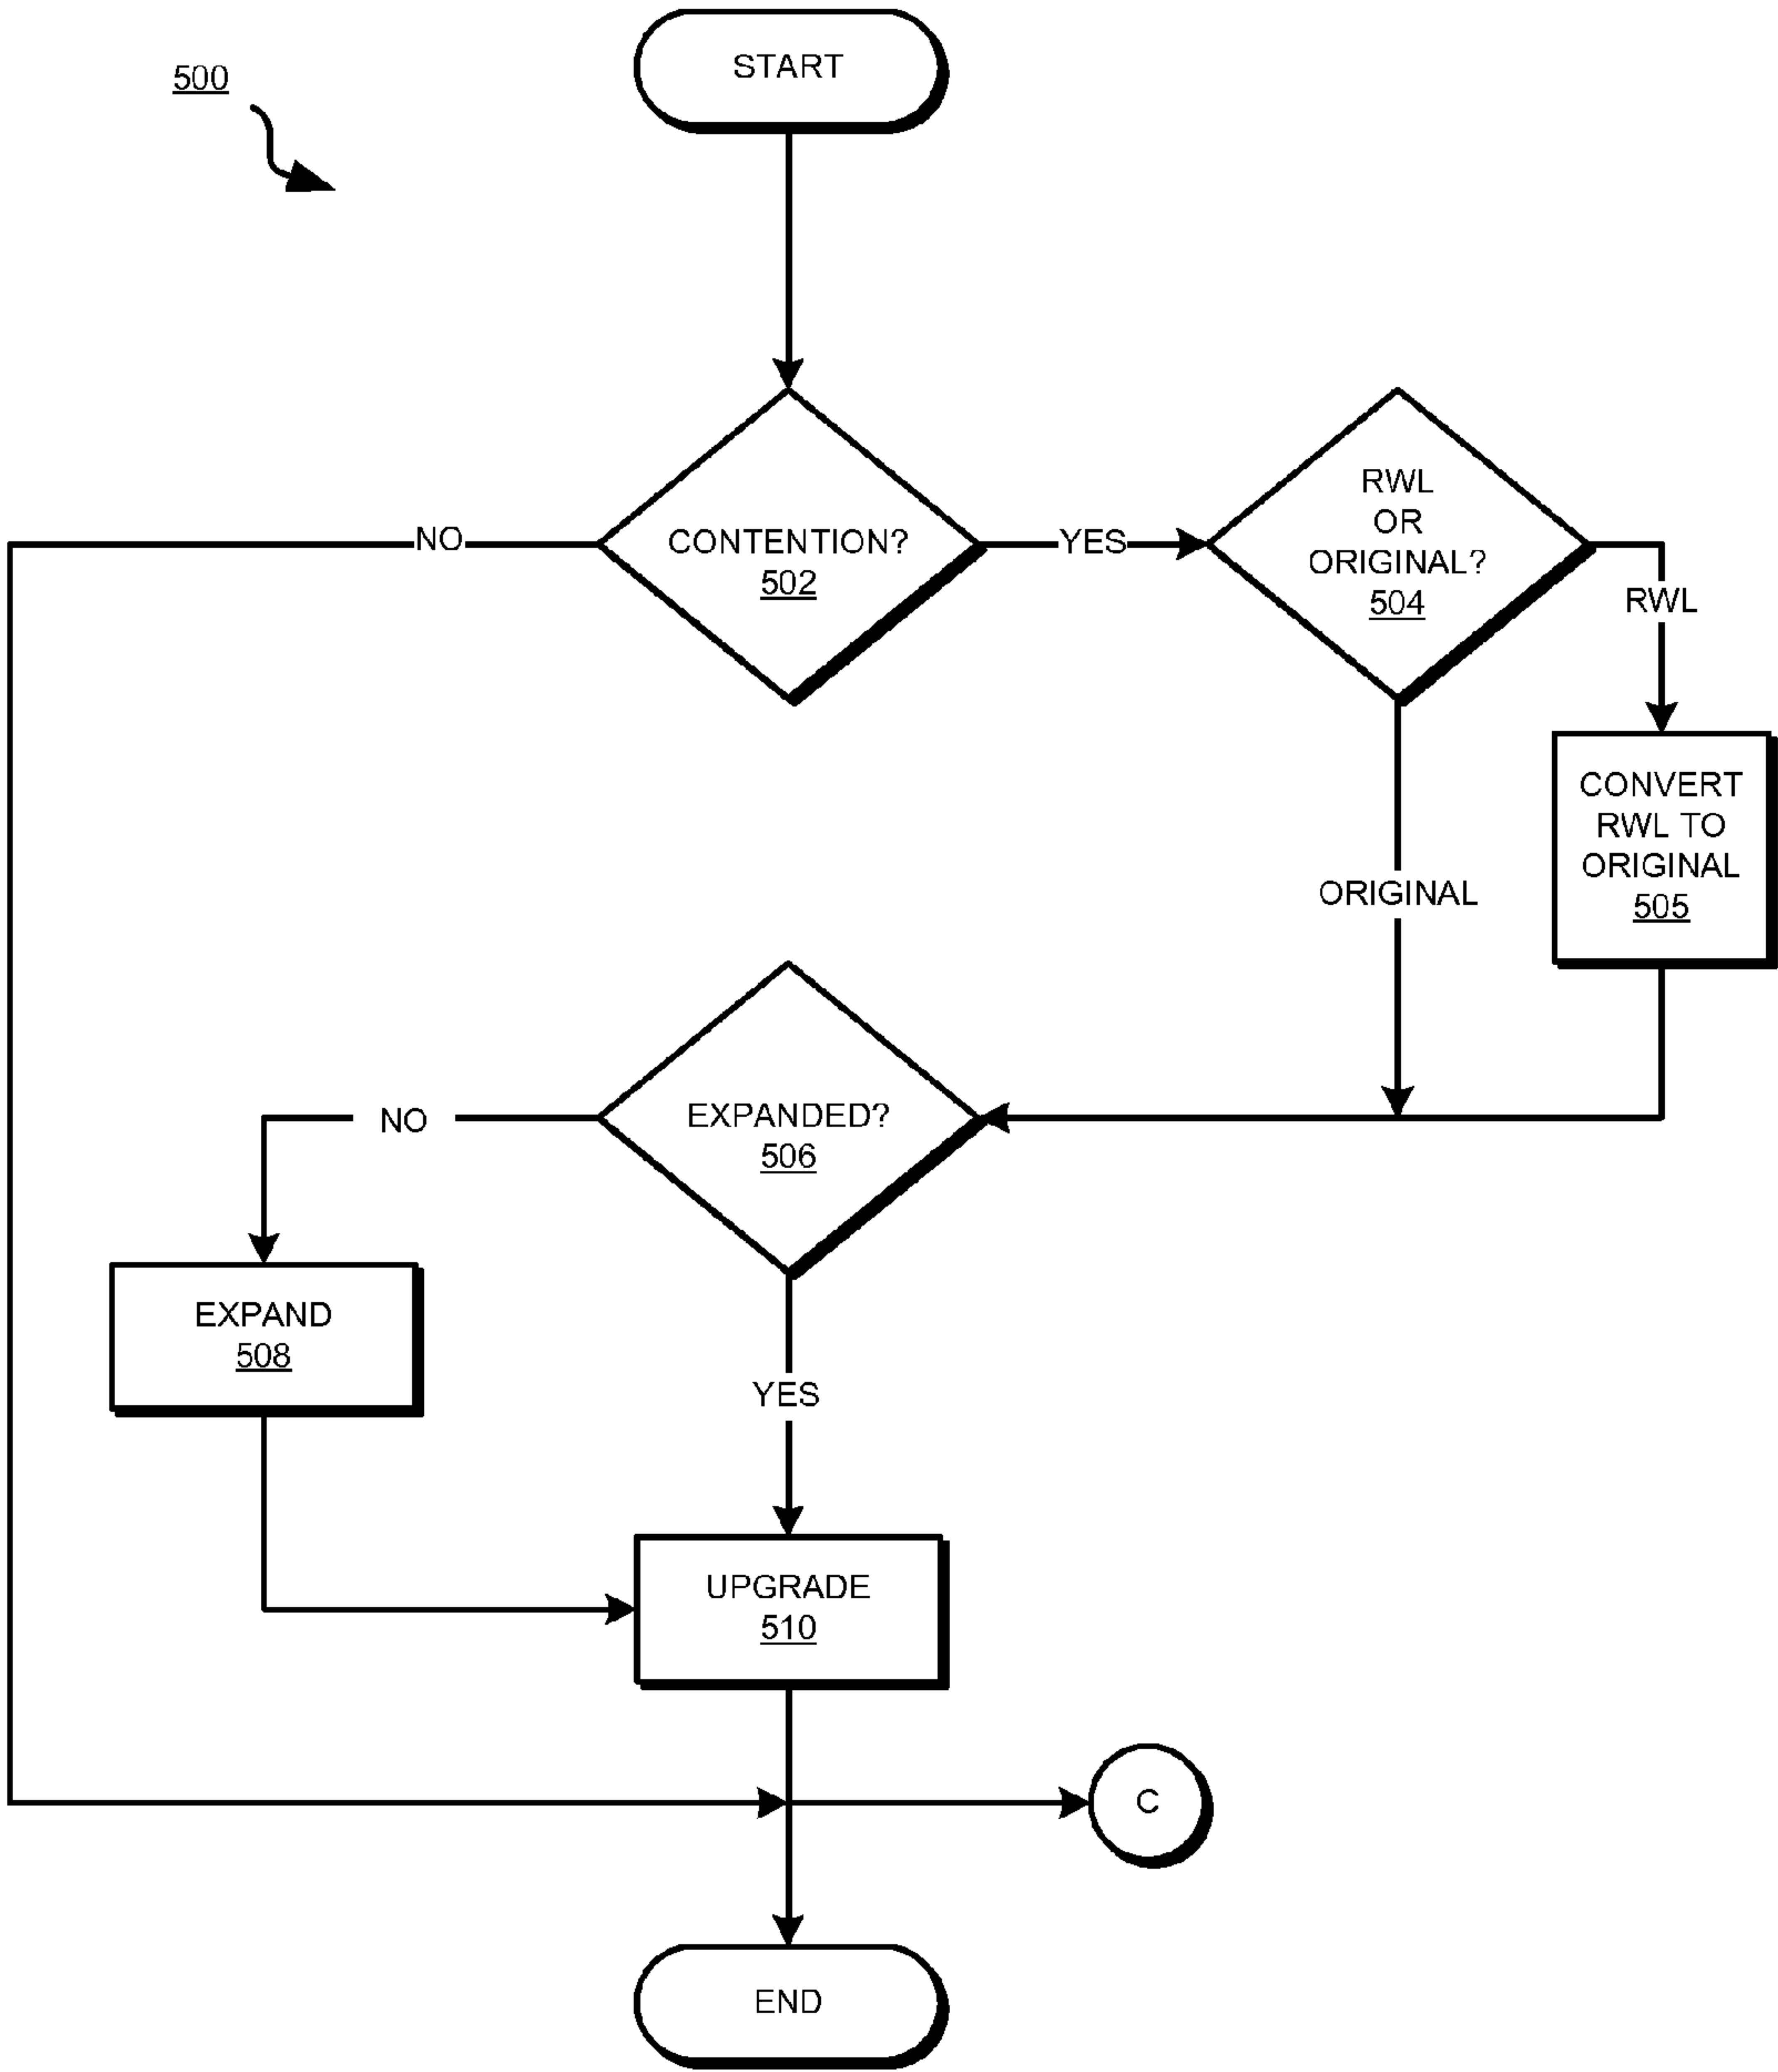 500
START
CONTENTION?
502
NO
YES
RWL
OR
ORIGINAL?
504
RWL
CONVERT
RWL TO
ORIGINAL
505
ORIGINAL
EXPANDED?
506
NO
EXPAND
508
YES
UPGRADE
510
C
END